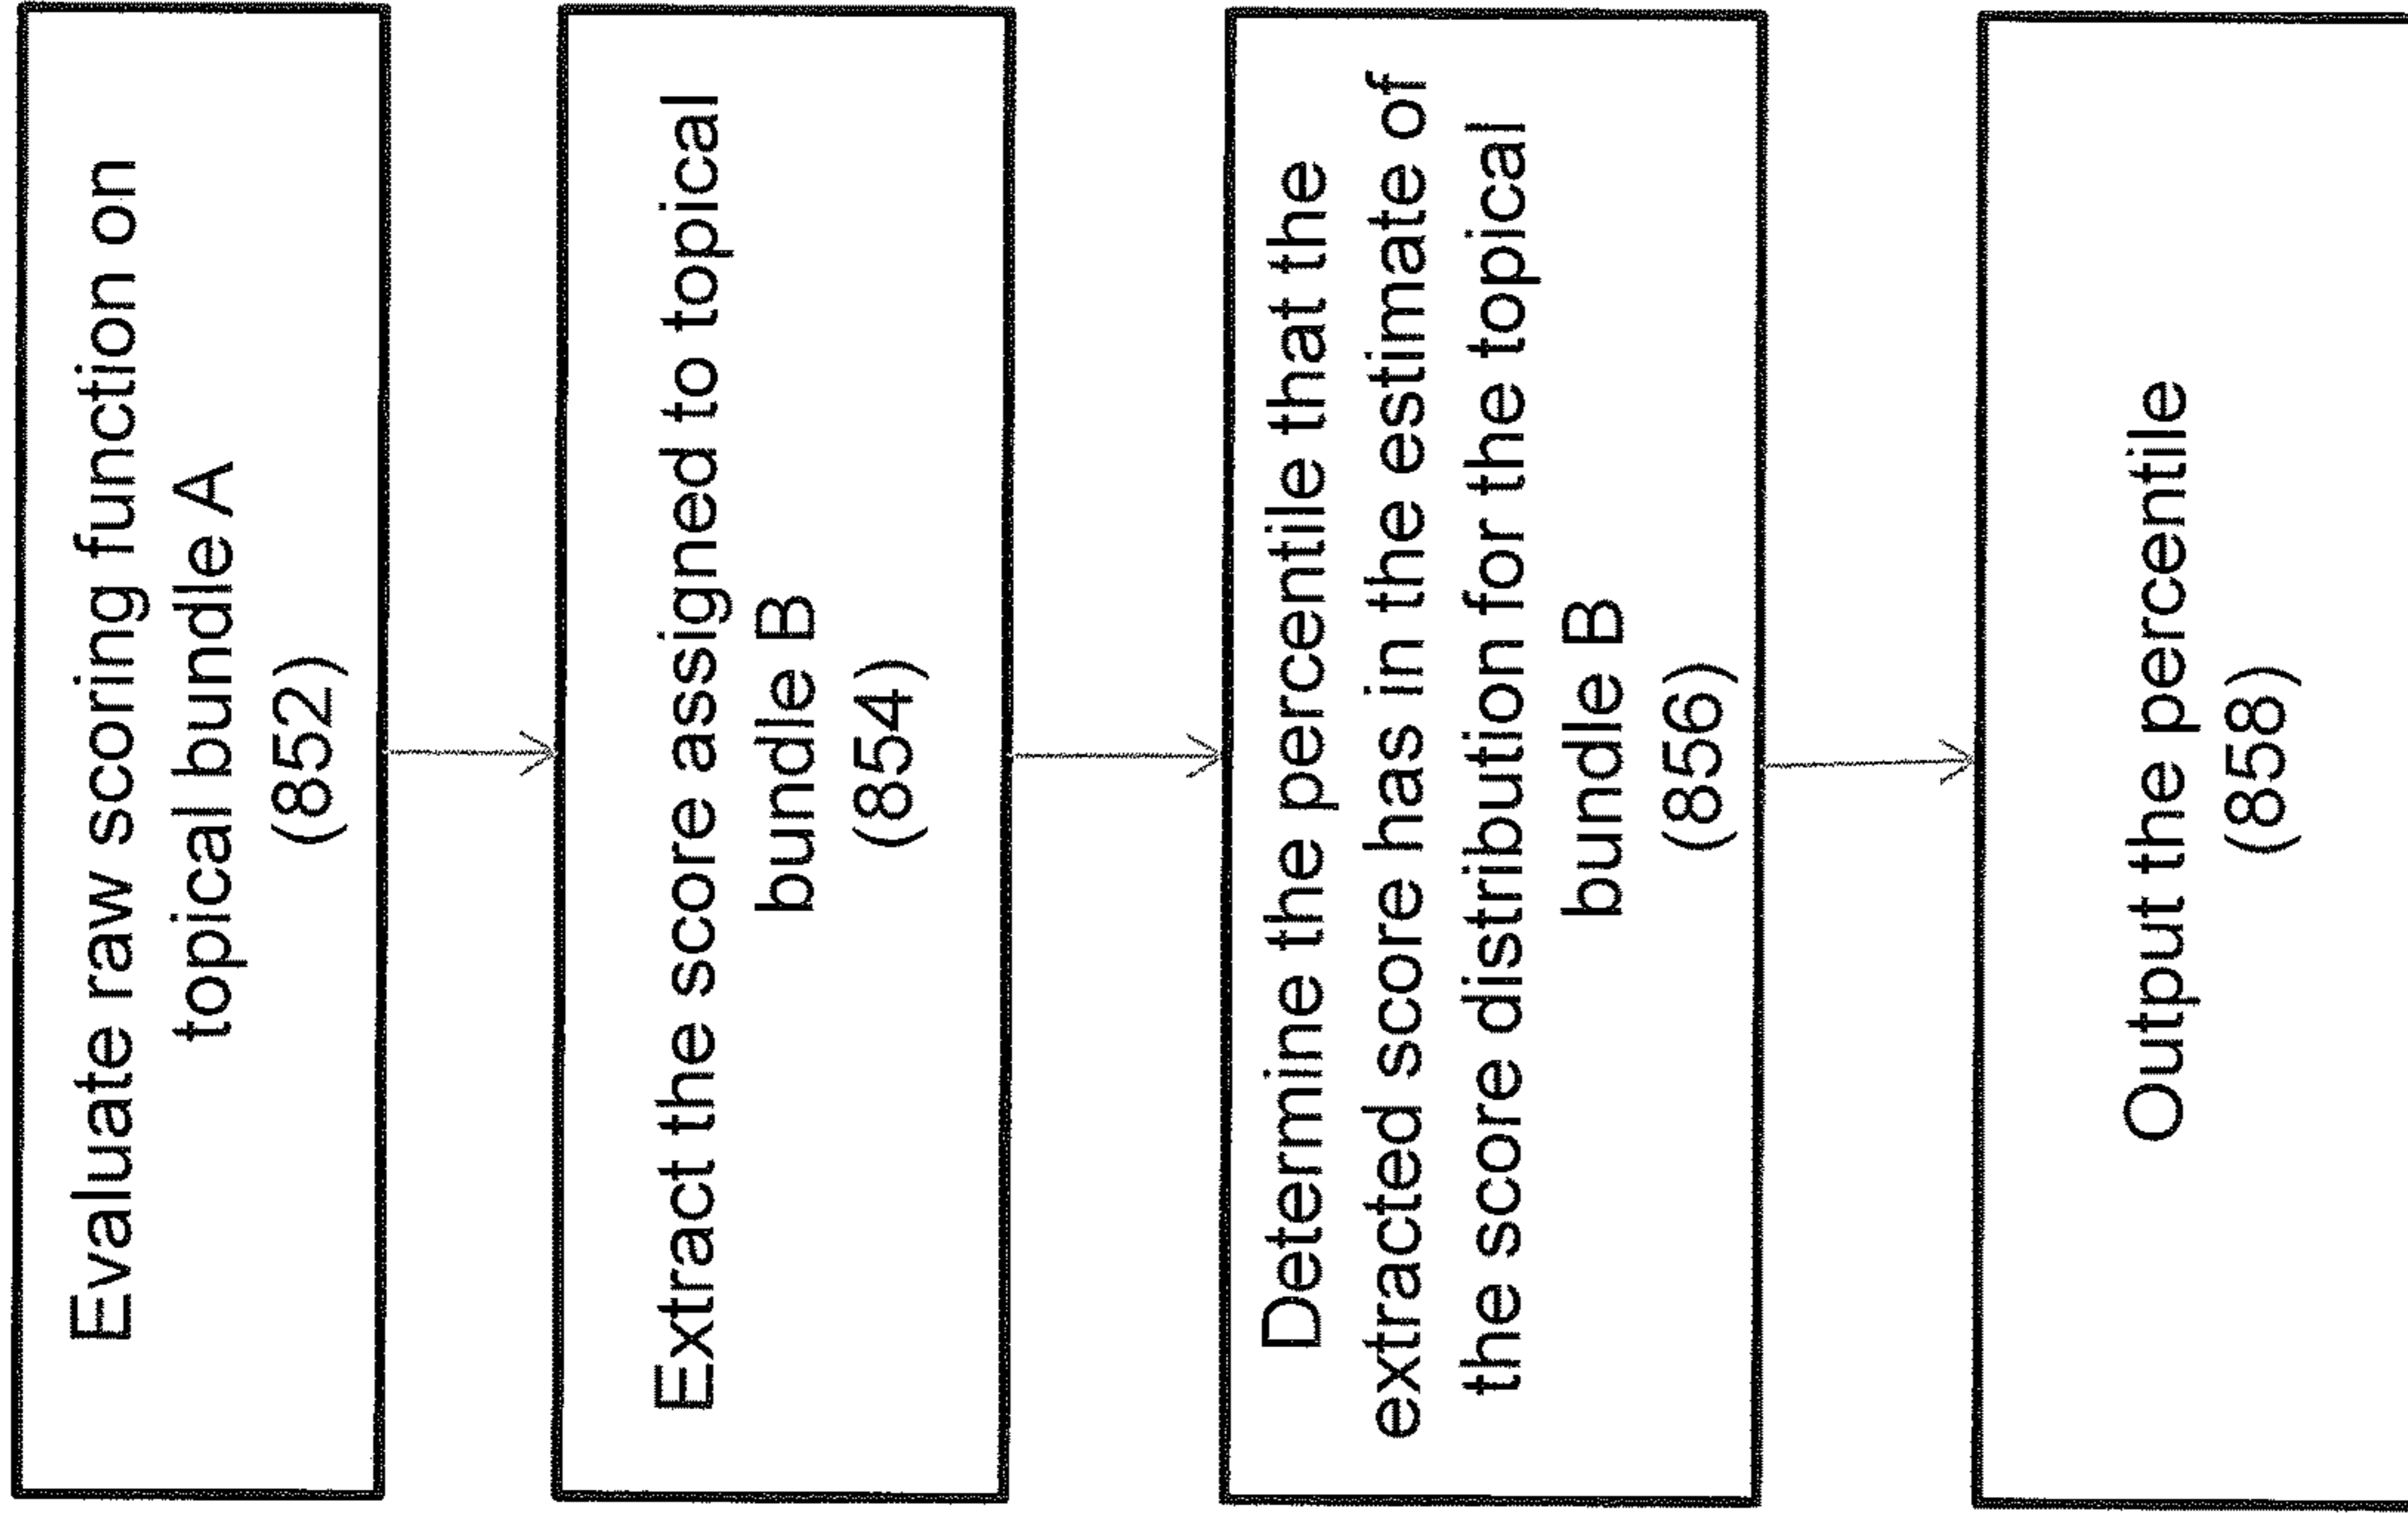 Evaluate raw scoring function on
topical bundle A
(852)
Extract the score assigned to topical
bundle B
(854)
Determine the percentile that the
extracted score has in the estimate of
the score distribution for the topical
bundle B
(856)
Output the percentile
(858)